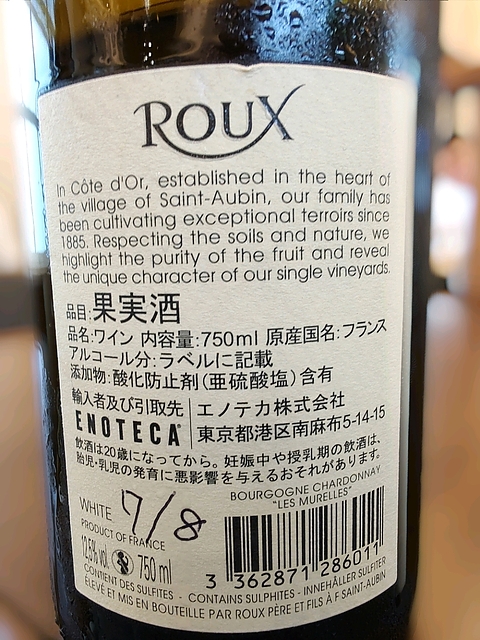 ROUX
In Côte d'Or, established in the heart of
the village of Saint-Aubin, our family has
been cultivating exceptional terroirs since
1885. Respecting the soils and nature, we
highlight the purity of the fruit and reveal
the unique character of our single vineyards.
品目:果実酒
品名:ワイン 内容量:750ml 原産国名:フランス
アルコール分:ラベルに記載
添加物:酸化防止剤(亜硫酸塩)含有
輸入者及び引取先 エノテカ株式会社
ENOTECA 東京都港区南麻布5-14-15
飲酒は20歳になってから。妊娠中や授乳期の飲酒は、
胎児・乳児の発育に悪影響を与えるおそれがあります。
BOURGOGNE CHARDONNAY
"LES MURELLES"
WHITE 7/8
PRODUCT OF FRANCE
12.5% vol. 750 ml
3 362871 286011
CONTIENT DES SULFITES - CONTAINS SULPHITES - INNEHÅLLER SULFITER
ÉLEVÉ ET MIS EN BOUTEILLE PAR ROUX PÈRE ET FILS À F-SAINT-AUBIN